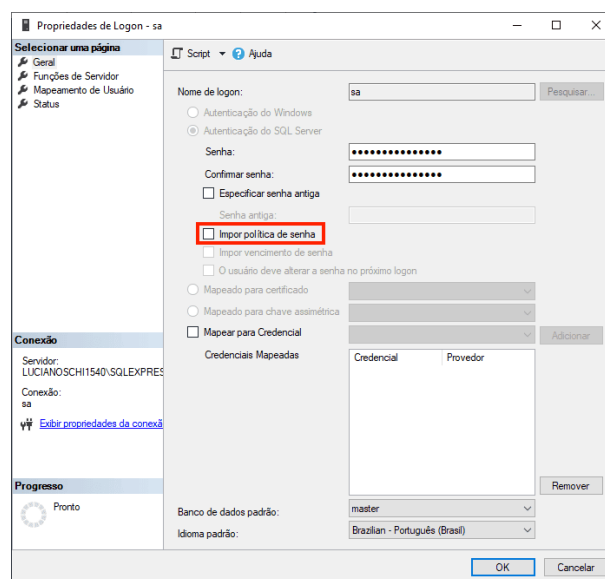 Propriedades de Logon - sa
Selecionar uma página
Geral
Funções de Servidor
Mapeamento de Usuário
Status
Conexão
Servidor:
LUCIANOSCHI1540\SQLEXPRES
Conexão:
sa
Exibir propriedades da conexã
Progresso
Pronto
Script
Ajuda
Nome de logon:
sa
Pesquisar...
Autenticação do Windows
Autenticação do SQL Server
Senha:
●●●●●●●●●●●●●●●
Confirmar senha:
●●●●●●●●●●●●●●●
Especificar senha antiga
Senha antiga:
Impor política de senha
Impor vencimento de senha
O usuário deve alterar a senha no próximo logon
Mapeado para certificado
Mapeado para chave assimétrica
Mapear para Credencial
Adicionar
Credenciais Mapeadas
Credencial Provedor
Remover
Banco de dados padrão:
master
Idioma padrão:
Brazilian - Português (Brasil)
OK Cancelar